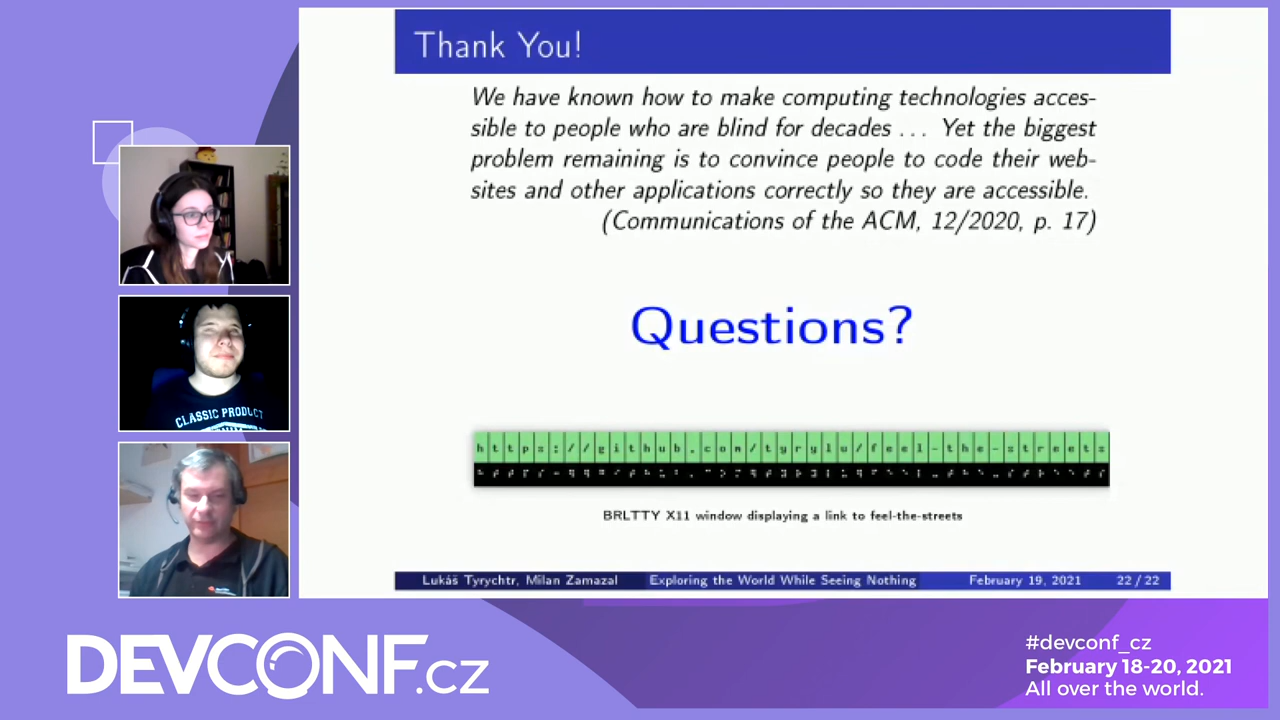 Thank You!
We have known how to make computing technologies acces-
sible to people who are blind for decades ... Yet the biggest
problem remaining is to convince people to code their web-
sites and other applications correctly so they are accessible.
(Communications of the ACM, 12/2020, p. 17)
Questions?
https://github.com/tyrylu/feel-the-streets
BRLTTY X11 window displaying a link to feel-the-streets
Lukáš Tyrychtr, Milan Zamazal Exploring the World While Seeing Nothing February 19, 2021 22 / 22
CLASSIC PRODUCT
DEVCONF.cz
#devconf_cz
February 18-20, 2021
All over the world.